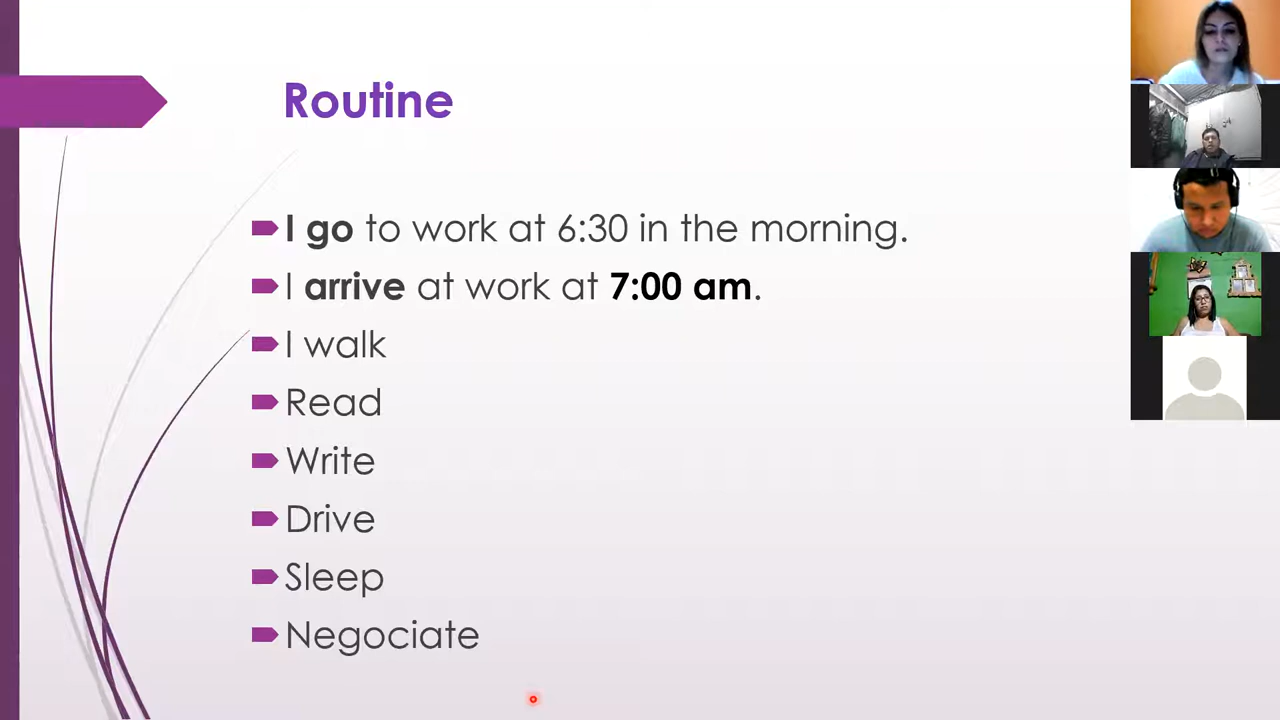 Routine
I go to work at 6:30 in the morning.
I arrive at work at 7:00 am.
I walk
Read
Write
Drive
Sleep
Negociate